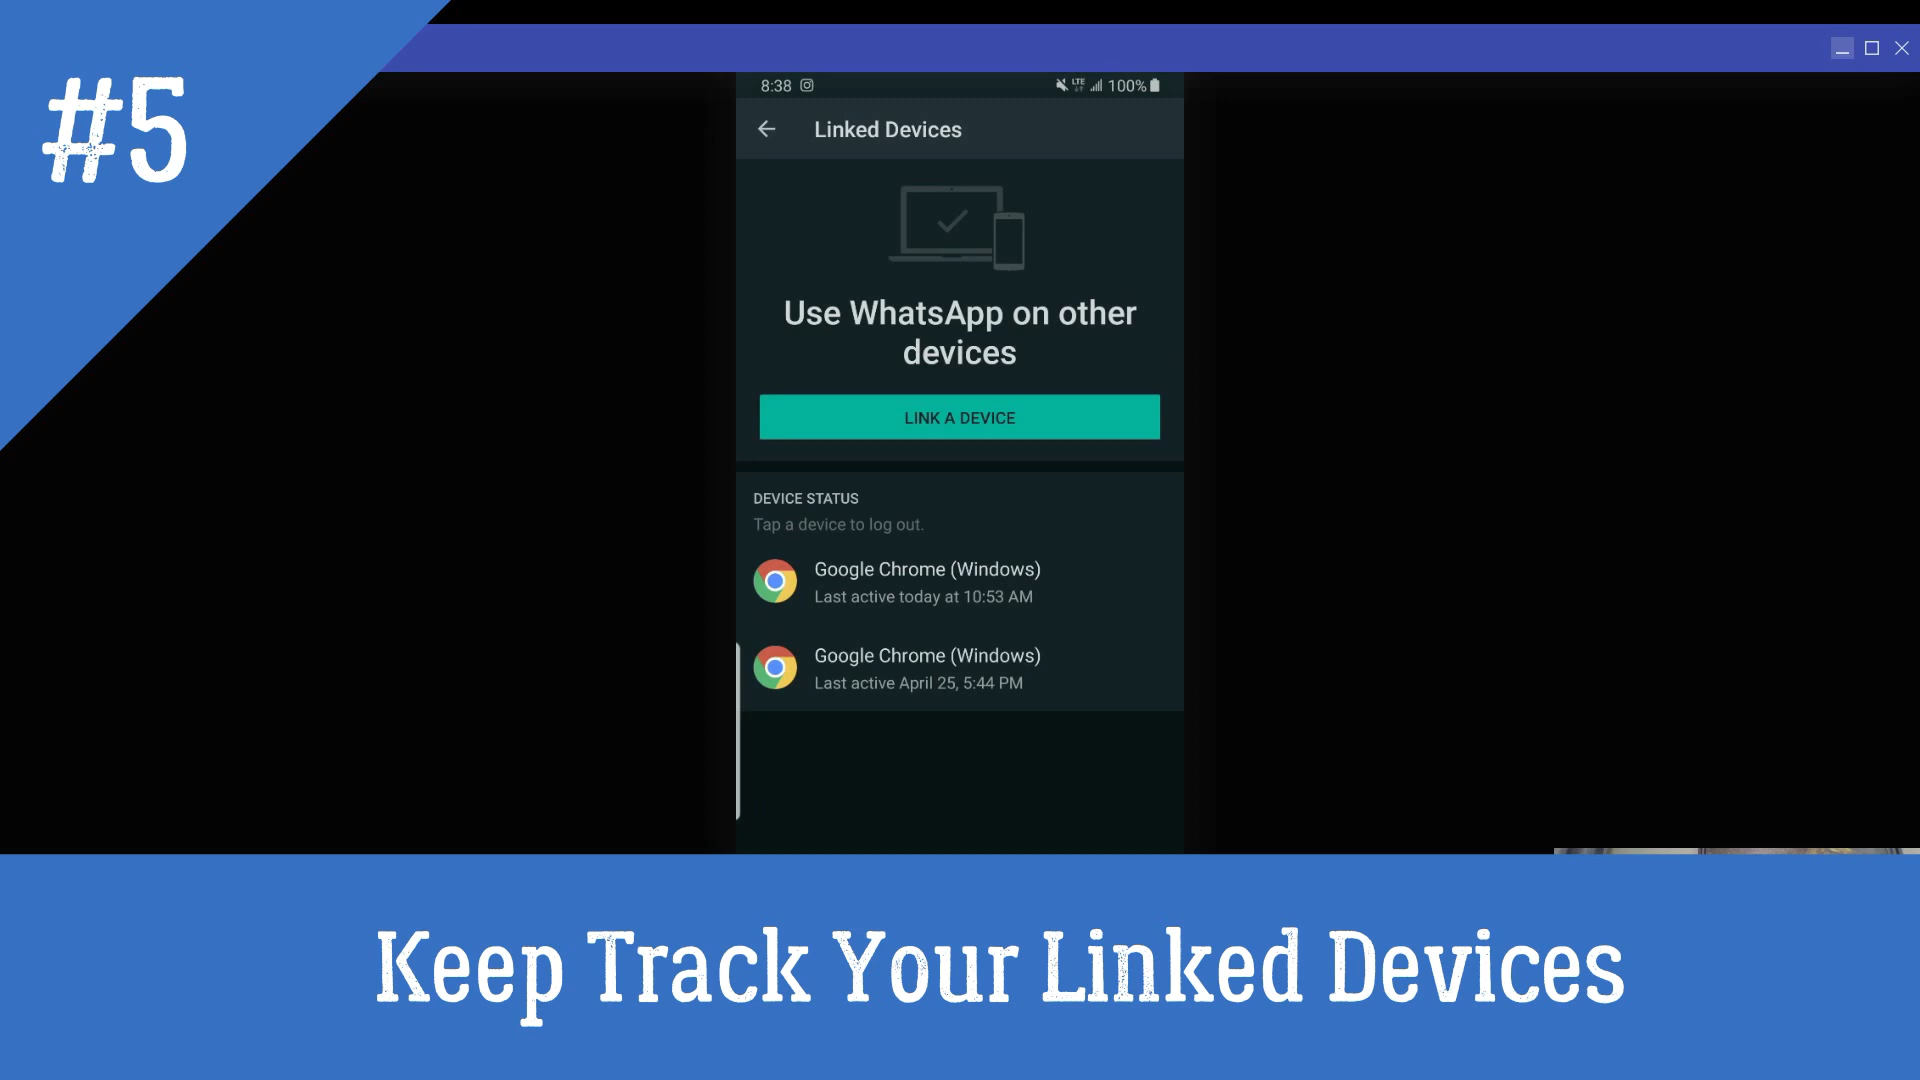 #5
8:38
LTE
100%
Linked Devices
Use WhatsApp on other
devices
LINK A DEVICE
DEVICE STATUS
Tap a device to log out.
Google Chrome (Windows)
Last active today at 10:53 AM
Google Chrome (Windows)
Last active April 25, 5:44 PM
Keep Track Your Linked Devices